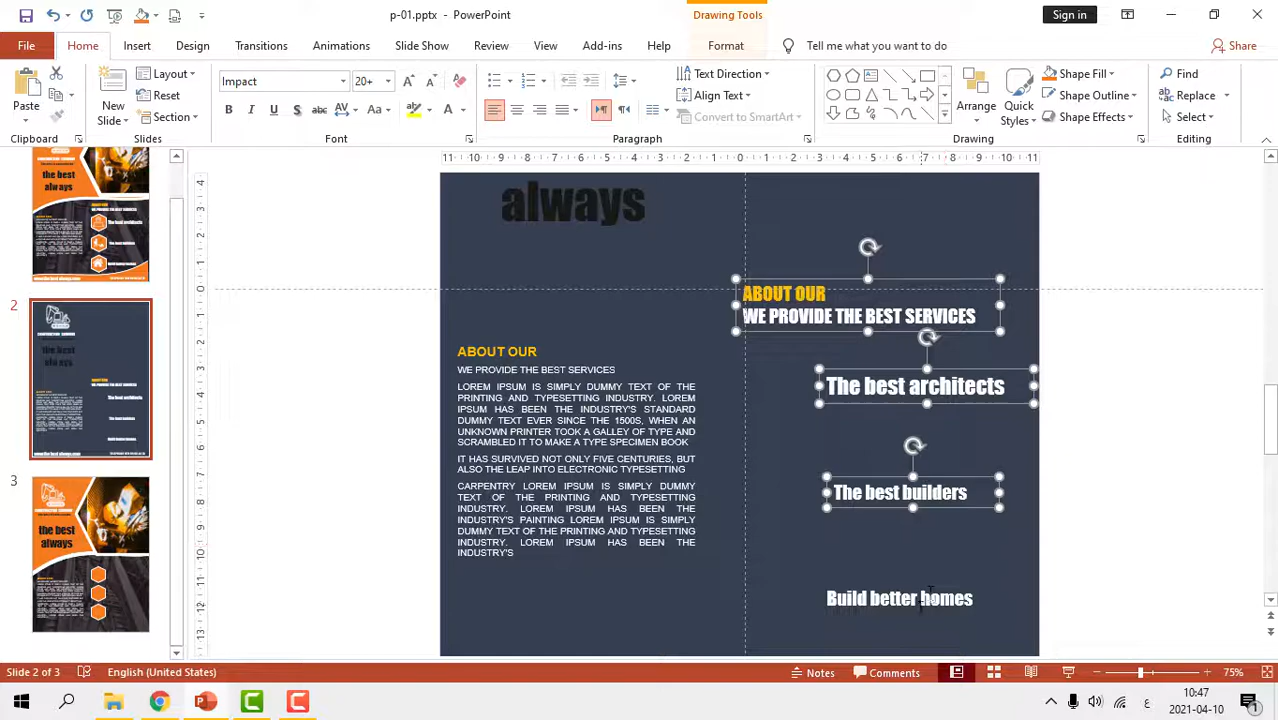 p-01.pptx — PowerPoint
Drawing Tools
Sign in
File
Home
Insert
Design
Transitions
Animations
Slide Show
Review
View
Add-ins
Help
Format
Tell me what you want to do
Share
Paste
New
Slide
Layout
Reset
Section
Impact
20+
Text Direction
Align Text
Convert to SmartArt
Arrange
Quick
Styles
Shape Fill
Shape Outline
Shape Effects
Find
Replace
Select
Clipboard
Slides
Font
Paragraph
Drawing
Editing
always
ABOUT OUR
WE PROVIDE THE BEST SERVICES
The best architects
The best builders
Build better homes
ABOUT OUR
WE PROVIDE THE BEST SERVICES
LOREM IPSUM IS SIMPLY DUMMY TEXT OF THE
PRINTING AND TYPESETTING INDUSTRY. LOREM
IPSUM HAS BEEN THE INDUSTRY'S STANDARD
DUMMY TEXT EVER SINCE THE 1500S, WHEN AN
UNKNOWN PRINTER TOOK A GALLEY OF TYPE AND
SCRAMBLED IT TO MAKE A TYPE SPECIMEN BOOK
IT HAS SURVIVED NOT ONLY FIVE CENTURIES, BUT
ALSO THE LEAP INTO ELECTRONIC TYPESETTING
CARPENTRY LOREM IPSUM IS SIMPLY DUMMY
TEXT OF THE PRINTING AND TYPESETTING
INDUSTRY. LOREM IPSUM HAS BEEN THE
INDUSTRY'S PAINTING LOREM IPSUM IS SIMPLY
DUMMY TEXT OF THE PRINTING AND TYPESETTING
INDUSTRY. LOREM IPSUM HAS BEEN THE
INDUSTRY'S
the best
always
2
3
the best
always
Slide 2 of 3
English (United States)
Notes
Comments
75%
10:47
2021-04-10